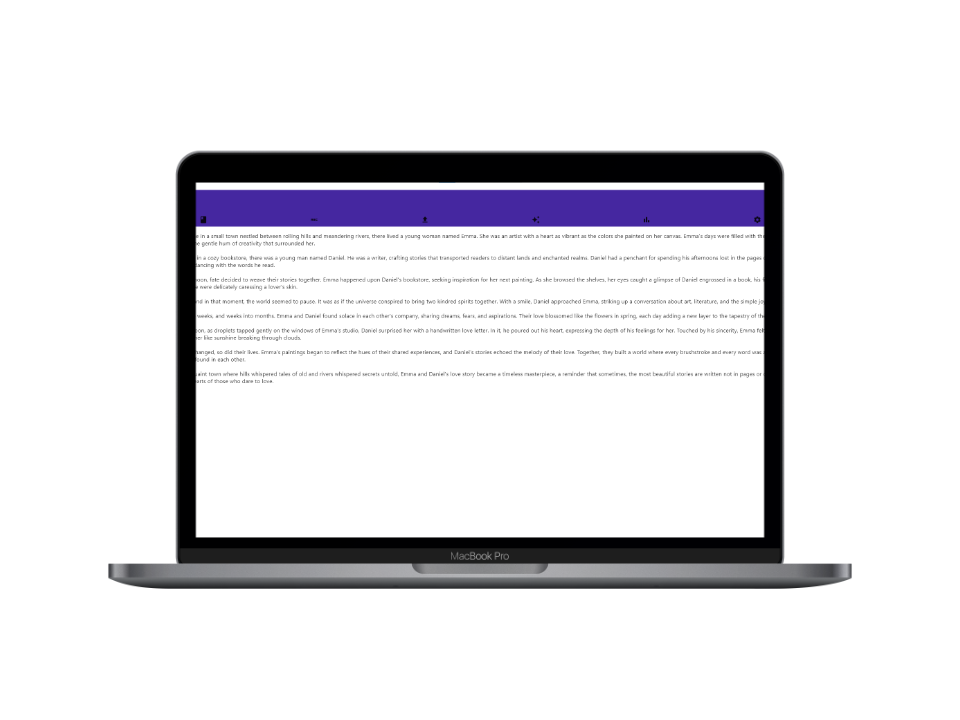 in a small town nestled between rolling hills and meandering rivers, there lived a young woman named Emma. She was an artist with a heart as vibrant as the colors she painted on her canvas. Emma's days were filled with
gentle hum of creativity that surrounded her.
in a cozy bookstore, there was a young man named Daniel. He was a writer, crafting stories that transported readers to distant lands and enchanted realms. Daniel had a penchant for spending his afternoons lost in the pages
dancing with the words he read.
oon, fate decided to weave their stories together. Emma happened upon Daniel's bookstore, seeking inspiration for her next painting. As she browsed the shelves, her eyes caught a glimpse of Daniel engrossed in a book, his
were delicately caressing a lover's skin.
nd in that moment, the world seemed to pause. It was as if the universe conspired to bring two kindred spirits together. With a smile, Daniel approached Emma, striking up a conversation about art, literature, and the simple jo
weeks, and weeks into months. Emma and Daniel found solace in each other's company, sharing dreams, fears, and aspirations. Their love blossomed like the flowers in spring, each day adding a new layer to the tapestry of the
oon, as droplets tapped gently on the windows of Emma's studio, Daniel surprised her with a handwritten love letter. In it, he poured out his heart, expressing the depth of his feelings for her. Touched by his sincerity, Emma fel
like sunshine breaking through clouds.
hanged, so did their lives. Emma's paintings began to reflect the hues of their shared experiences, and Daniel's stories echoed the melody of their love. Together, they built a world where every brushstroke and every word was
ound in each other.
aint town where hills whispered tales of old and rivers whispered secrets untold, Emma and Daniel's love story became a timeless masterpiece, a reminder that sometimes, the most beautiful stories are written not in pages or
arts of those who dare to love.
MacBook Pro